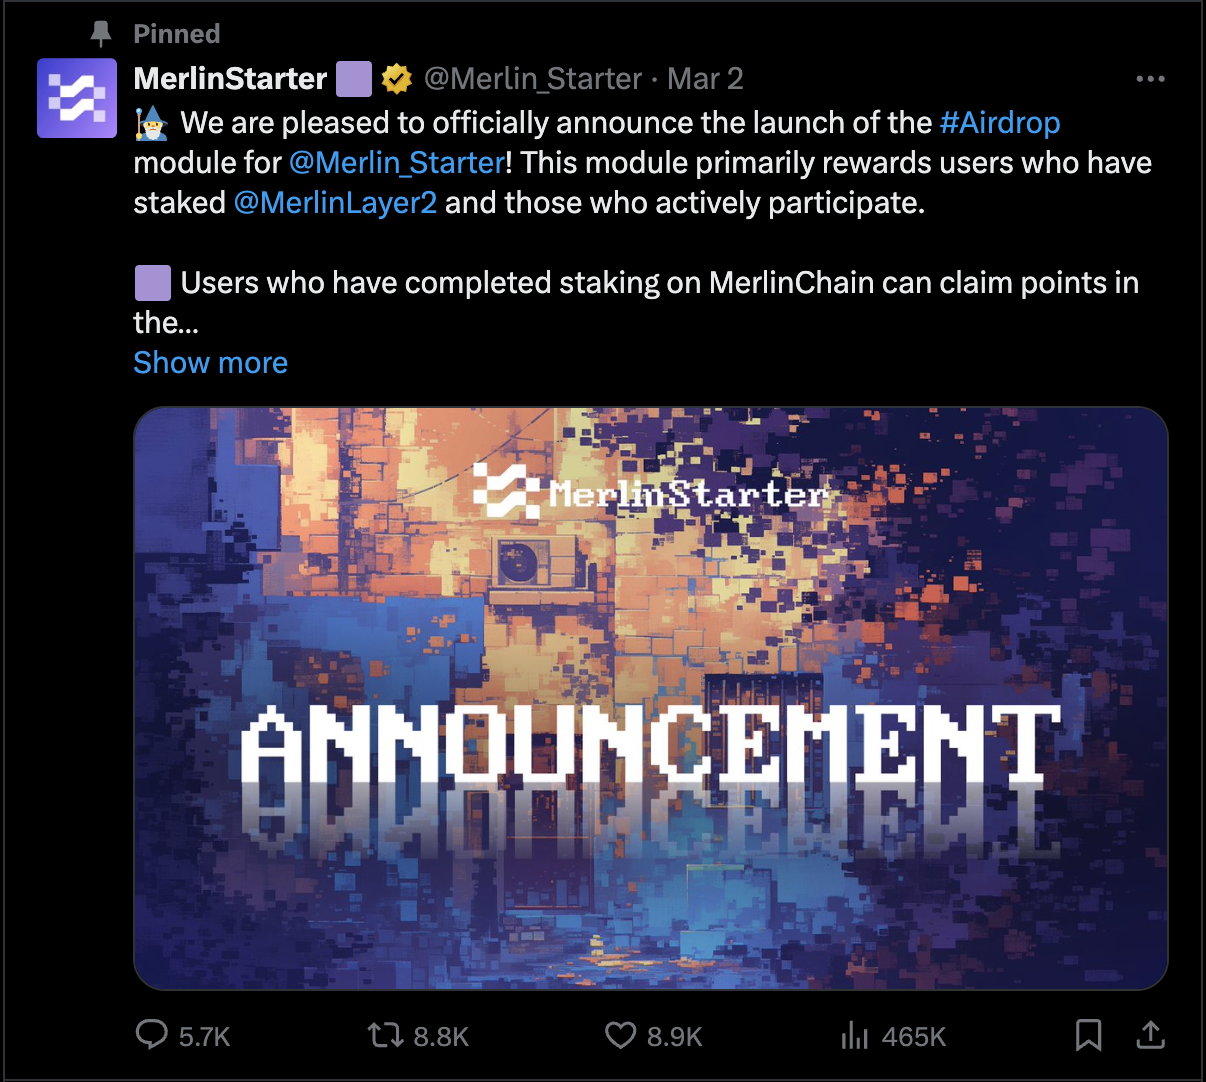 Pinned
MerlinStarter 🟪 @Merlin_Starter · Mar 2
🧙‍♂️ We are pleased to officially announce the launch of the #Airdrop
module for @Merlin_Starter! This module primarily rewards users who have
staked @MerlinLayer2 and those who actively participate.
🟪 Users who have completed staking on MerlinChain can claim points in
the...
Show more
MerlinStarter
ANNOUNCEMENT
5.7K 8.8K 8.9K 465K